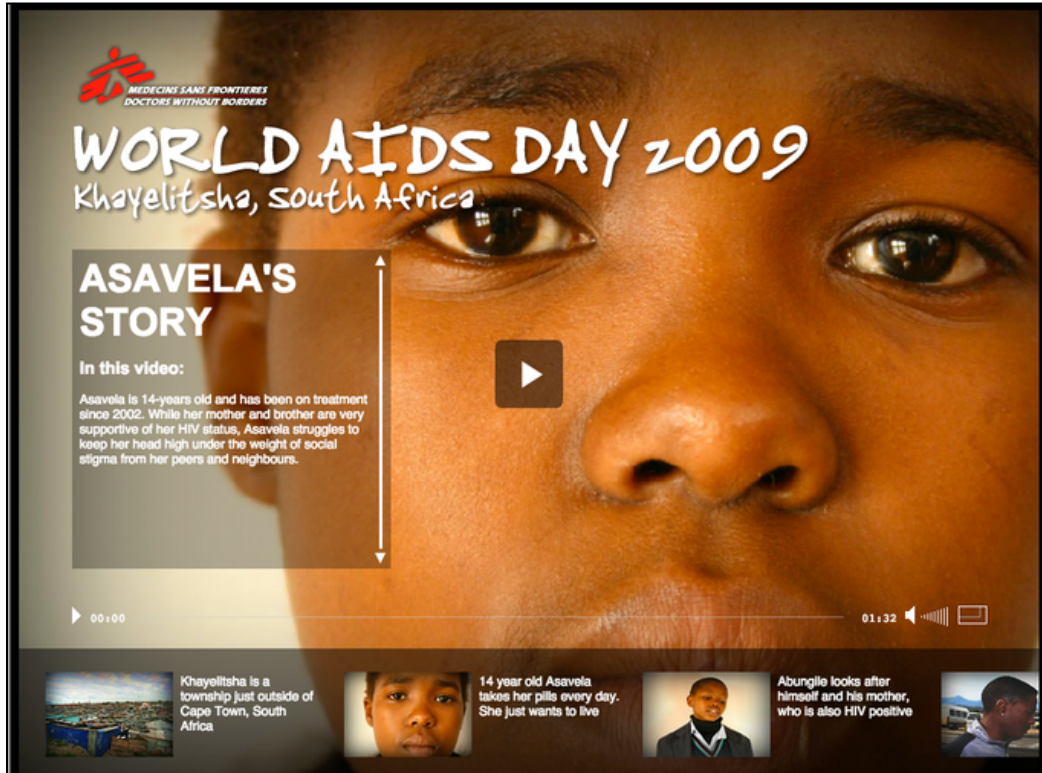 MEDECINS SANS FRONTIERES
DOCTORS WITHOUT BORDERS
WORLD AIDS DAY 2009
Khayelitsha, South Africa
ASAVELA'S
STORY
In this video:
Asavela is 14-years old and has been on treatment
since 2002. While her mother and brother are very
supportive of her HIV status, Asavela struggles to
keep her head high under the weight of social
stigma from her peers and neighbours.
00:00
01:32
Khayelitsha is a
township just outside of
Cape Town, South
Africa
14 year old Asavela
takes her pills every day.
She just wants to live
Abungile looks after
himself and his mother,
who is also HIV positive